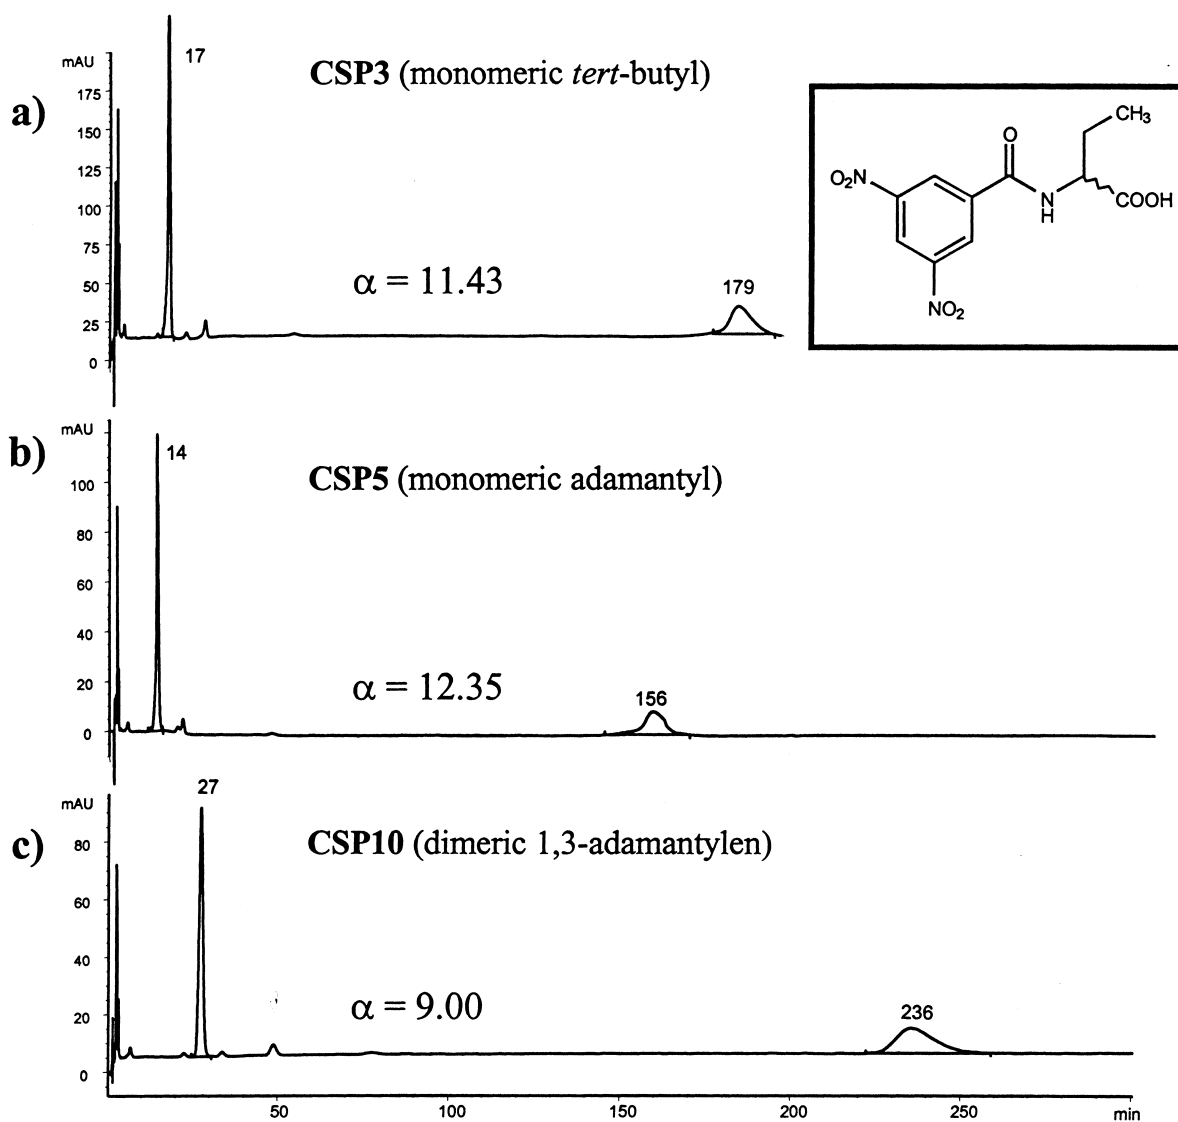 a)
mAU
175
150
125
100
75
50
25
0
17
CSP3 (monomeric tert-butyl)
α = 11.43
179
O
CH3
O2N
N
H
COOH
NO2
b)
mAU
100
80
60
40
20
0
14
CSP5 (monomeric adamantyl)
α = 12.35
156
c)
mAU
80
60
40
20
0
27
CSP10 (dimeric 1,3-adamantylen)
α = 9.00
236
50 100 150 200 250 min